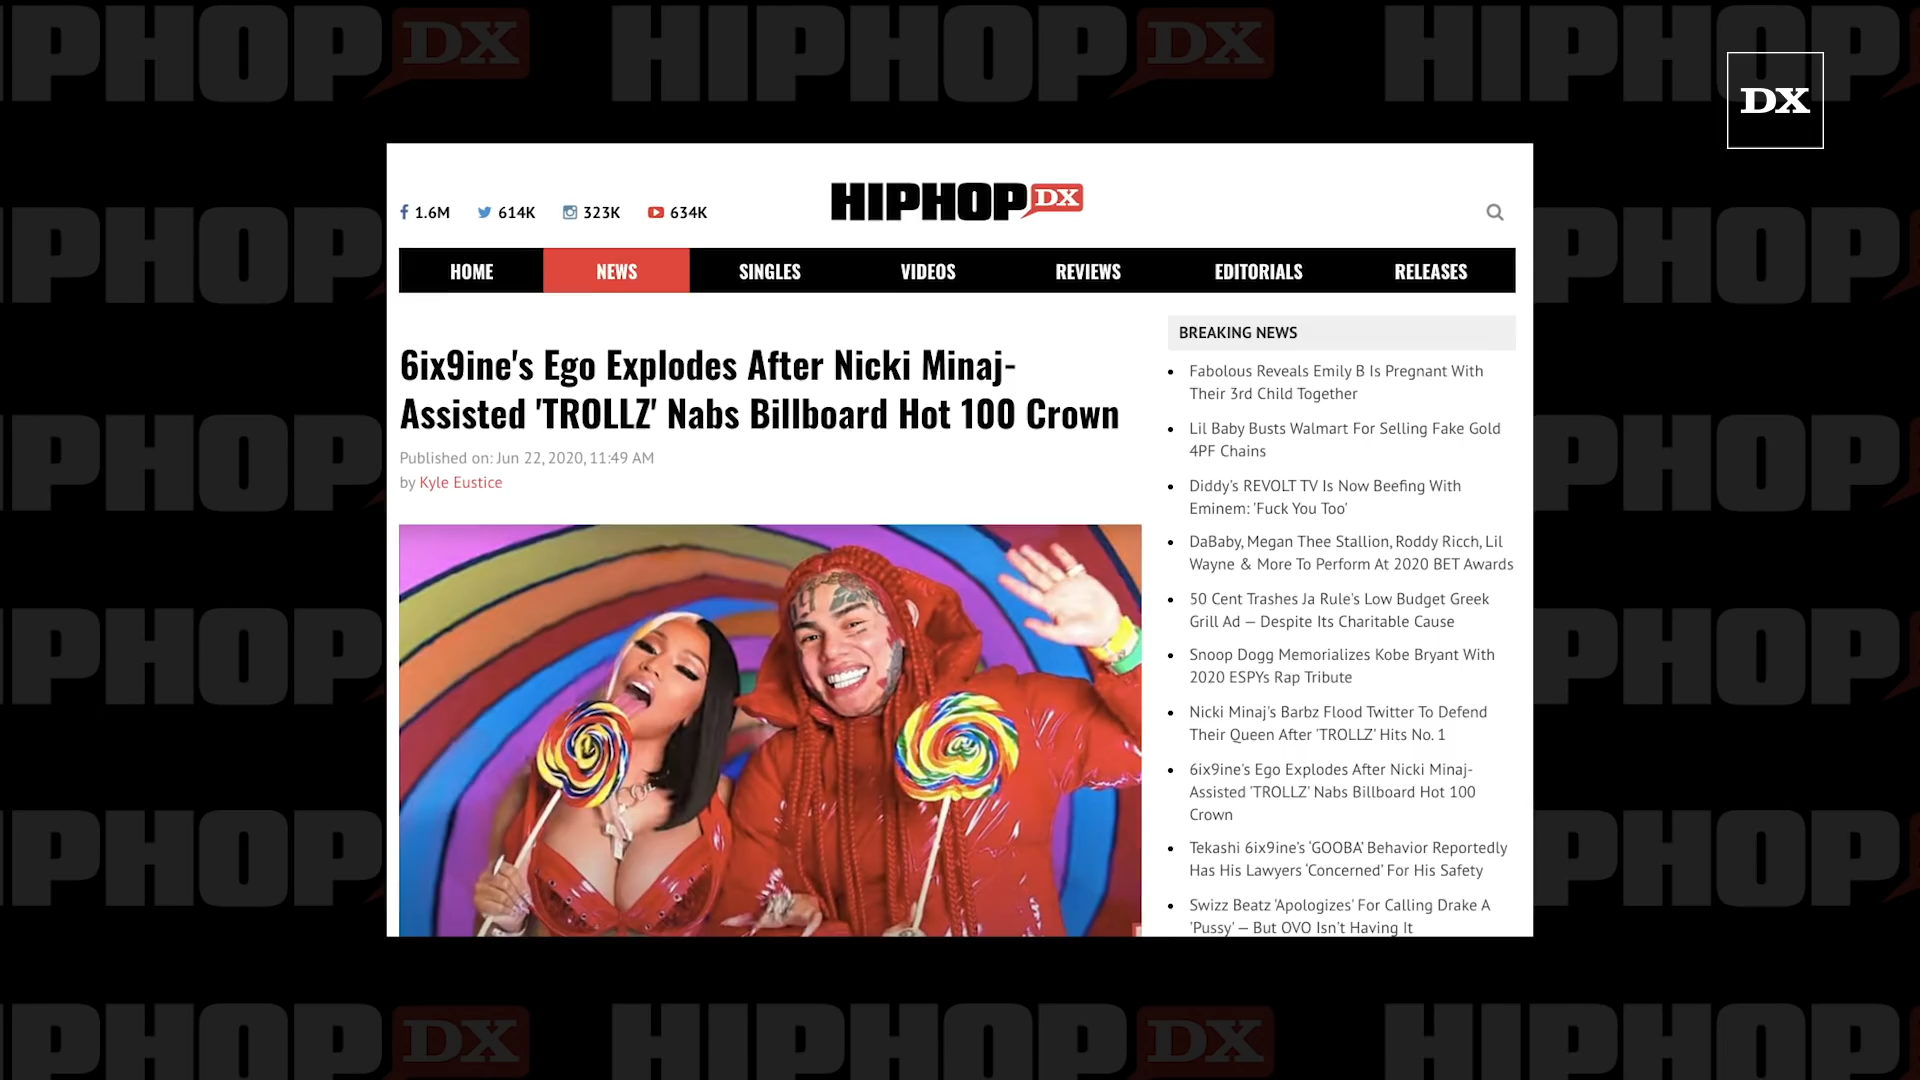 HIPHOP DX HIPHOP DX HIPHOP
DX
1.6M 614K 323K 634K
HIPHOP DX
HOME NEWS SINGLES VIDEOS REVIEWS EDITORIALS RELEASES
6ix9ine's Ego Explodes After Nicki Minaj-
Assisted 'TROLLZ' Nabs Billboard Hot 100 Crown
Published on: Jun 22, 2020, 11:49 AM
by Kyle Eustice
BREAKING NEWS
Fabolous Reveals Emily B Is Pregnant With
Their 3rd Child Together
Lil Baby Busts Walmart For Selling Fake Gold
4PF Chains
Diddy's REVOLT TV Is Now Beefing With
Eminem: 'Fuck You Too'
DaBaby, Megan Thee Stallion, Roddy Ricch, Lil
Wayne & More To Perform At 2020 BET Awards
50 Cent Trashes Ja Rule's Low Budget Greek
Grill Ad — Despite Its Charitable Cause
Snoop Dogg Memorializes Kobe Bryant With
2020 ESPYs Rap Tribute
Nicki Minaj's Barbz Flood Twitter To Defend
Their Queen After 'TROLLZ' Hits No. 1
6ix9ine's Ego Explodes After Nicki Minaj-
Assisted 'TROLLZ' Nabs Billboard Hot 100
Crown
Tekashi 6ix9ine's ‘GOOBA’ Behavior Reportedly
Has His Lawyers ‘Concerned’ For His Safety
Swizz Beatz 'Apologizes' For Calling Drake A
'Pussy' — But OVO Isn't Having It
HIPHOP DX HIPHOP DX HIPHOP